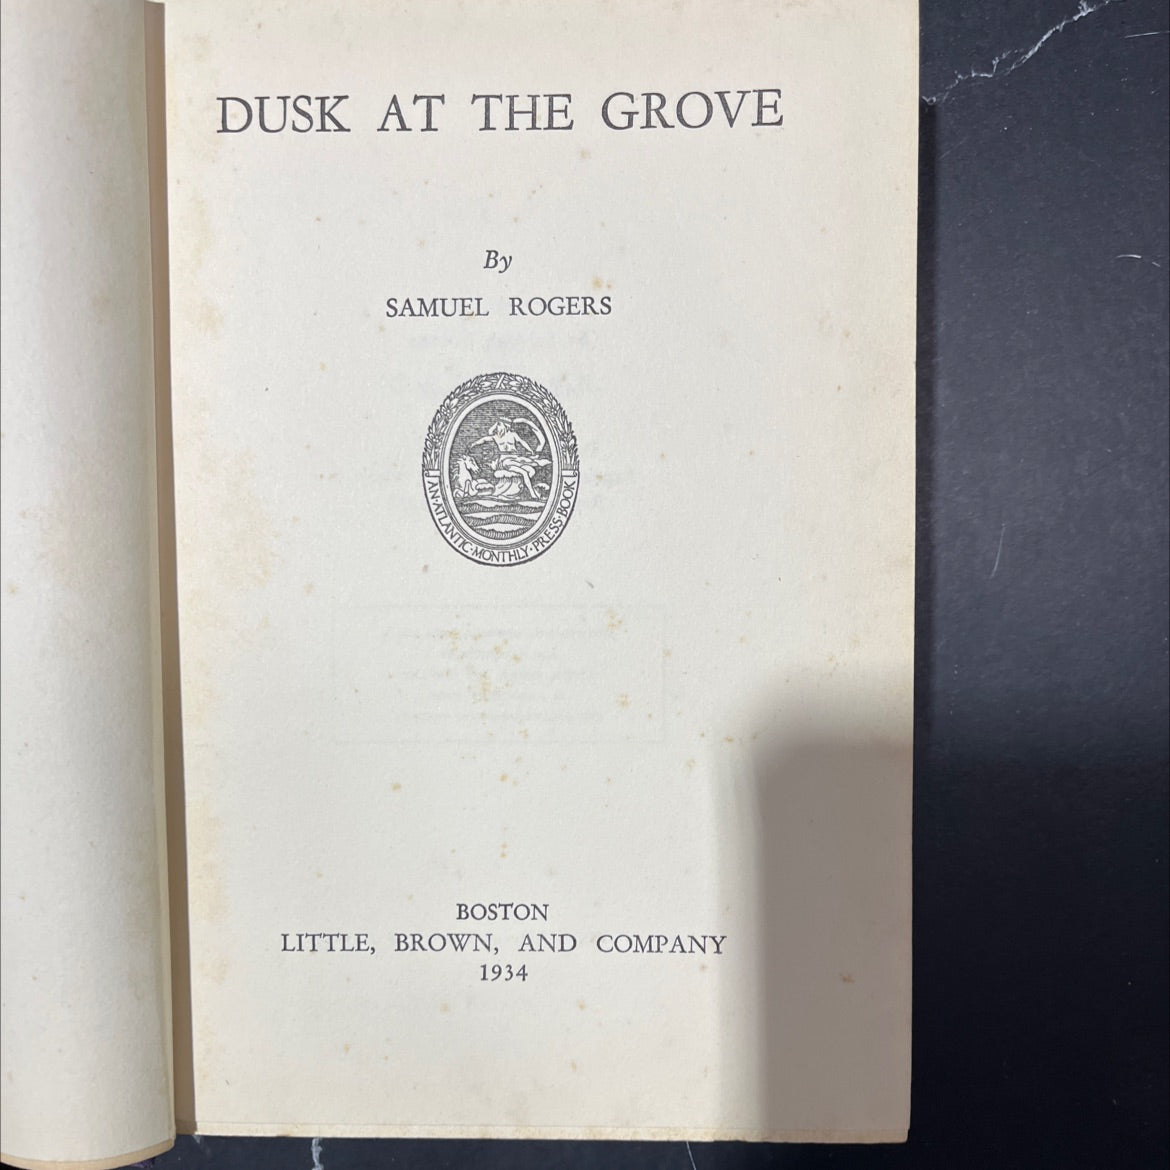 DUSK AT THE GROVE
By
SAMUEL ROGERS
AN·ATLANTIC·MONTHLY·PRESS·BOOK
BOSTON
LITTLE, BROWN, AND COMPANY
1934